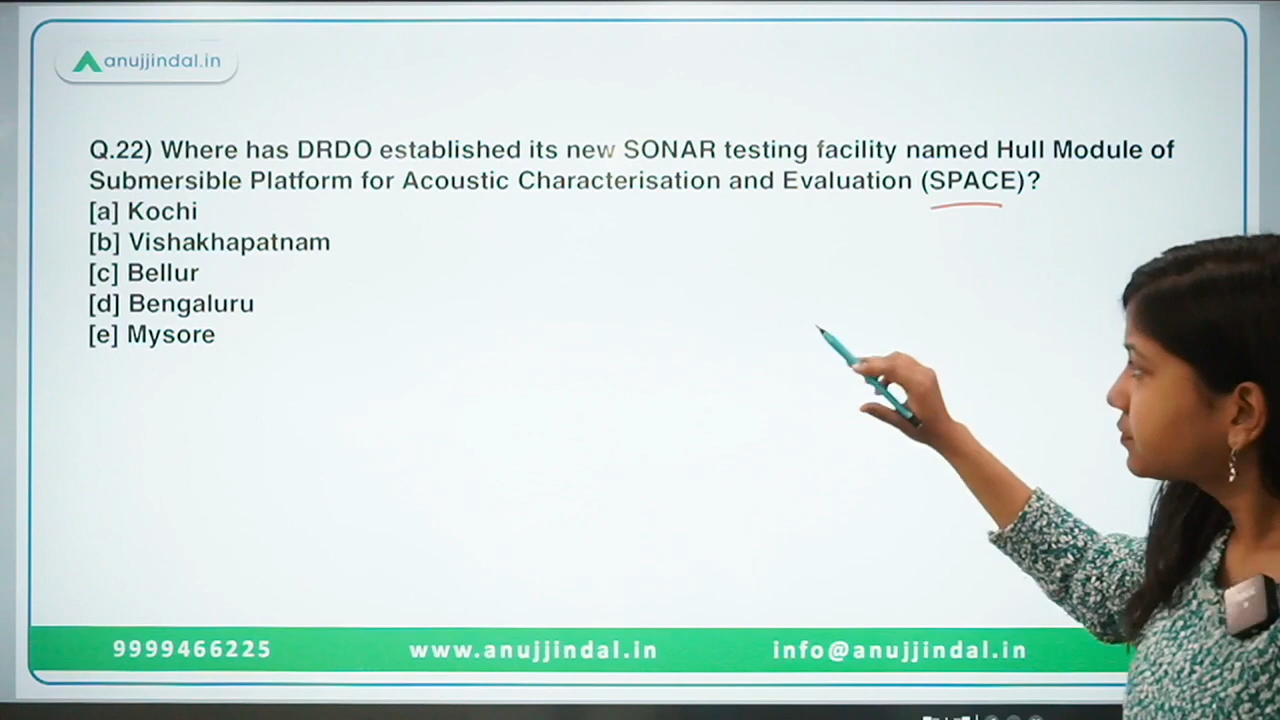 anujjindal.in
Q.22) Where has DRDO established its new SONAR testing facility named Hull Module of
Submersible Platform for Acoustic Characterisation and Evaluation (SPACE)?
[a] Kochi
[b] Vishakhapatnam
[c] Bellur
[d] Bengaluru
[e] Mysore
9999466225 www.anujjindal.in info@anujjindal.in